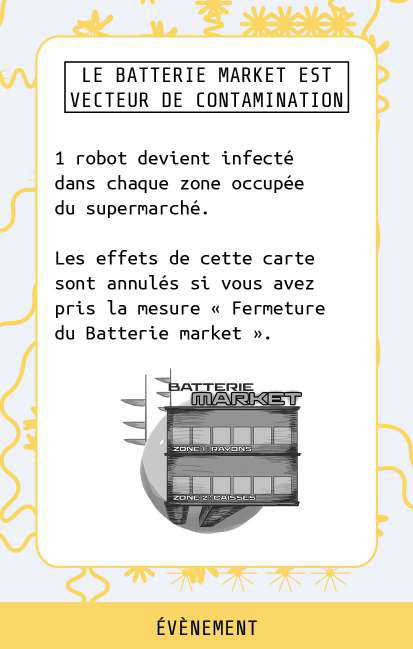 LE BATTERIE MARKET EST
VECTEUR DE CONTAMINATION
1 robot devient infecté
dans chaque zone occupée
du supermarché.
Les effets de cette carte
sont annulés si vous avez
pris la mesure « Fermeture
du Batterie market ».
BATTERIE
MARKET
ZONE 1: RAYONS
ZONE 2: CAISSES
ÉVÈNEMENT